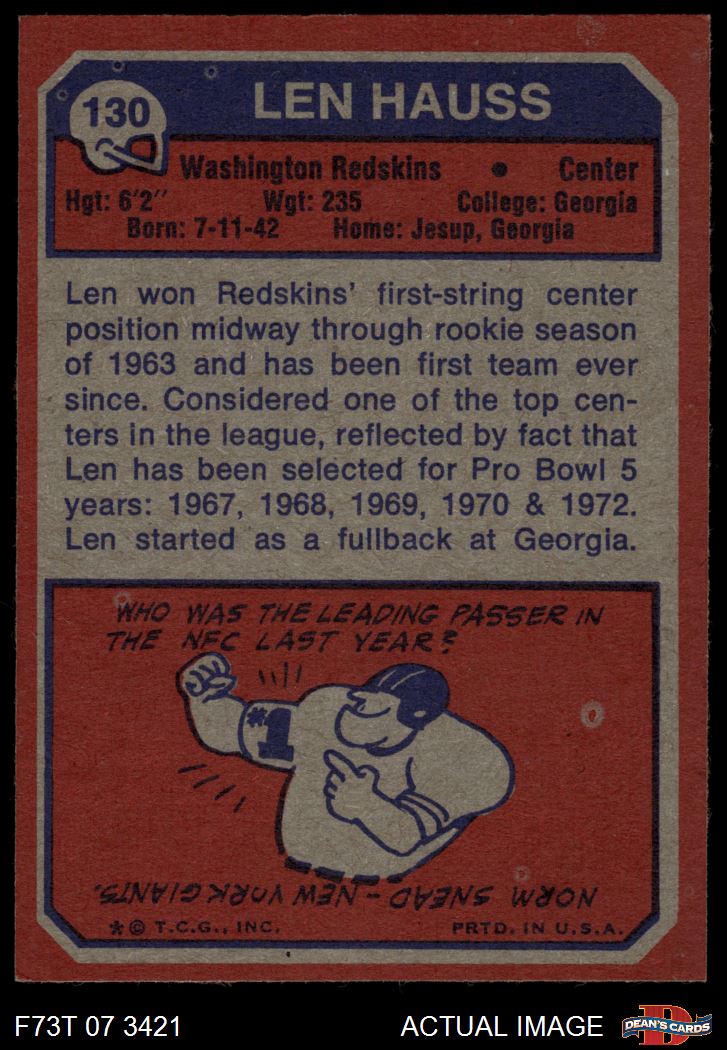 130
LEN HAUSS
Washington Redskins • Center
Hgt: 6'2" Wgt: 235 College: Georgia
Born: 7-11-42 Home: Jesup, Georgia
Len won Redskins' first-string center
position midway through rookie season
of 1963 and has been first team ever
since. Considered one of the top cen-
ters in the league, reflected by fact that
Len has been selected for Pro Bowl 5
years: 1967, 1968, 1969, 1970 & 1972.
Len started as a fullback at Georgia.
WHO WAS THE LEADING PASSER IN
THE NFC LAST YEAR?
#1
NORM SNEAD - NEW YORK GIANTS.
* © T.C.G., INC. PRTD. IN U.S.A.
F73T 07 3421 ACTUAL IMAGE
D
DEAN'S CARDS